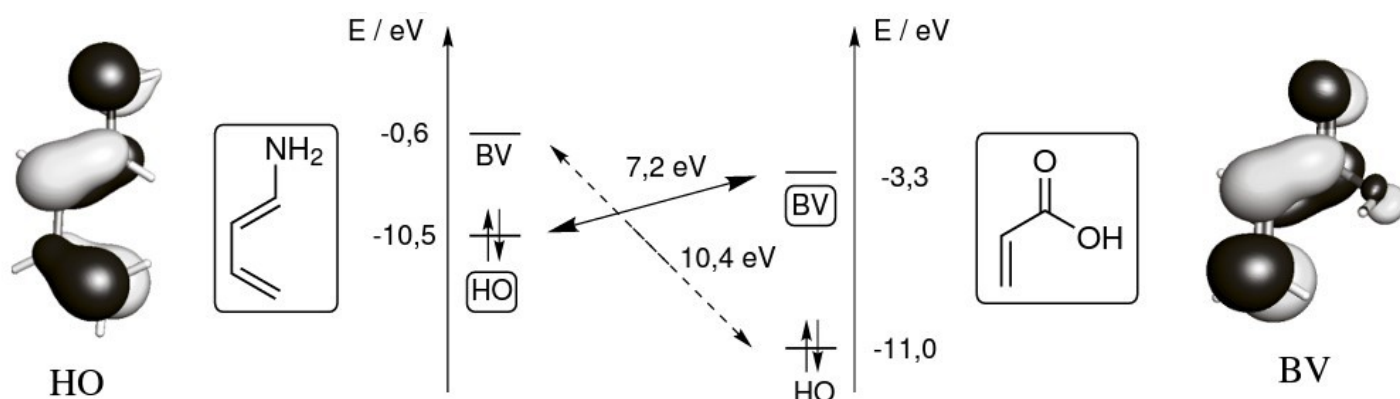 E / eV
E / eV
-0,6
BV
NH2
7,2 eV
BV
-3,3
O
OH
-10,5
HO
10,4 eV
HO
-11,0
HO
BV